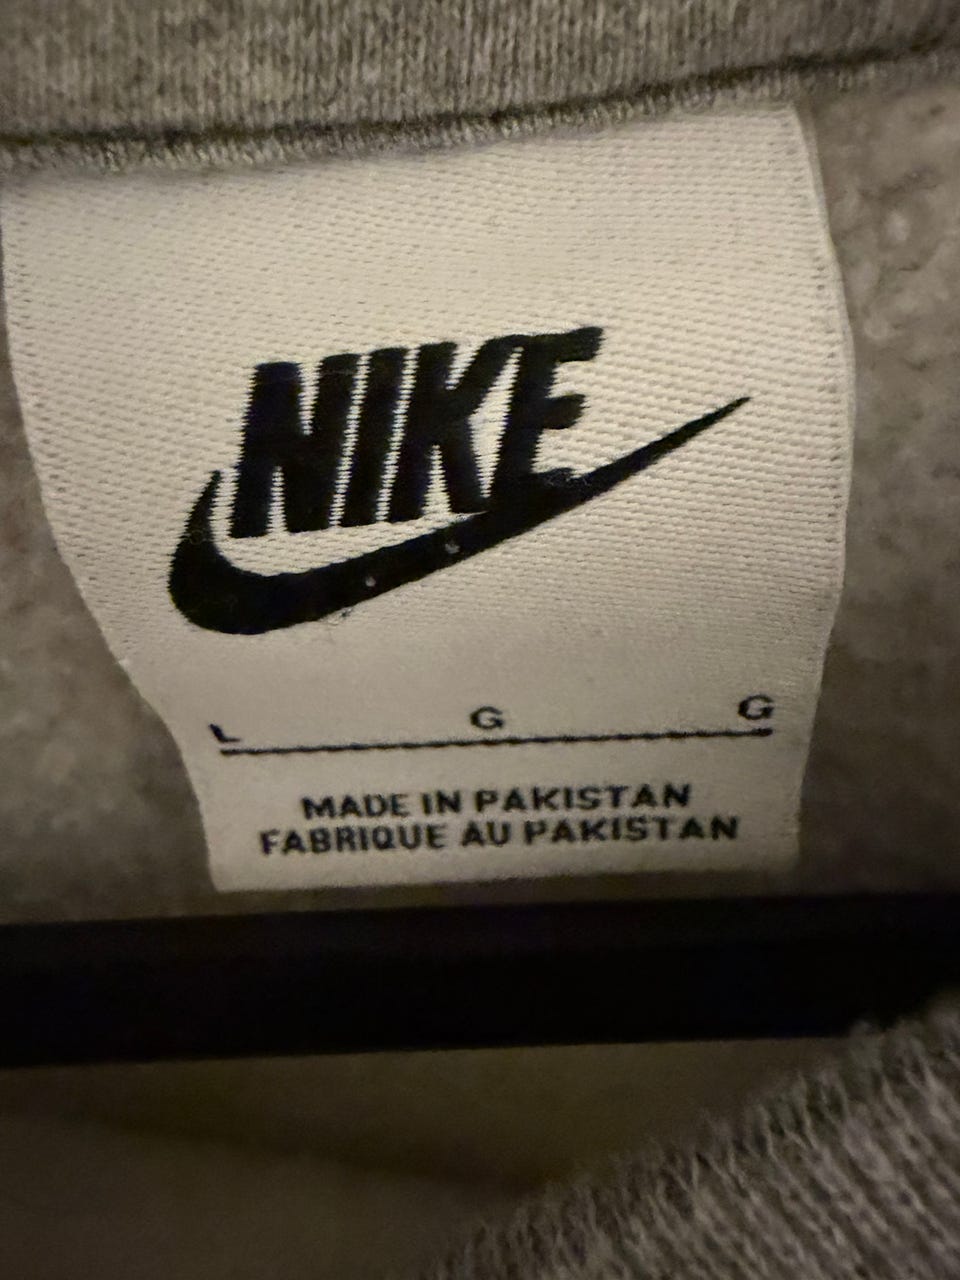 NIKE
L G G
MADE IN PAKISTAN
FABRIQUE AU PAKISTAN